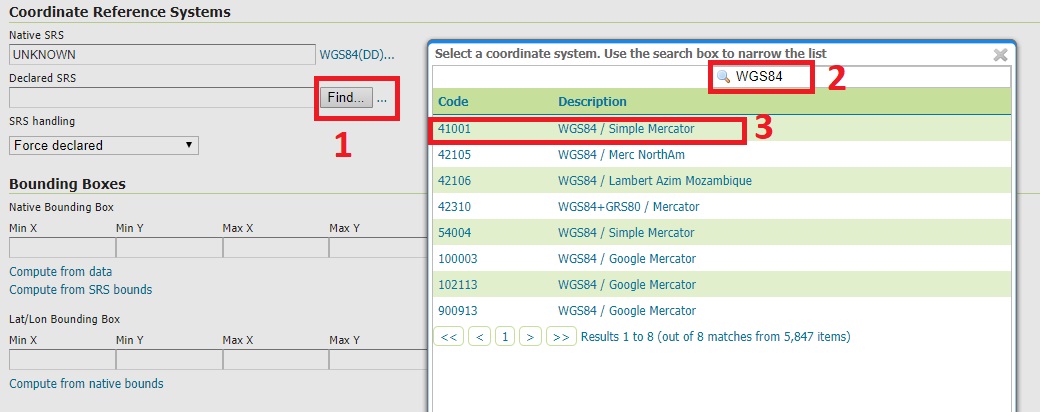 Coordinate Reference Systems
Native SRS
UNKNOWN WGS84(DD)...
Declared SRS
Find... ...
1
SRS handling
Force declared
Bounding Boxes
Native Bounding Box
Min X Min Y Max X Max Y
Compute from data
Compute from SRS bounds
Lat/Lon Bounding Box
Min X Min Y Max X Max Y
Compute from native bounds
Select a coordinate system. Use the search box to narrow the list
WGS84 2
Code Description
41001 WGS84 / Simple Mercator 3
42105 WGS84 / Merc NorthAm
42106 WGS84 / Lambert Azim Mozambique
42310 WGS84+GRS80 / Mercator
54004 WGS84 / Simple Mercator
100003 WGS84 / Google Mercator
102113 WGS84 / Google Mercator
900913 WGS84 / Google Mercator
<< < 1 > >> Results 1 to 8 (out of 8 matches from 5,847 items)